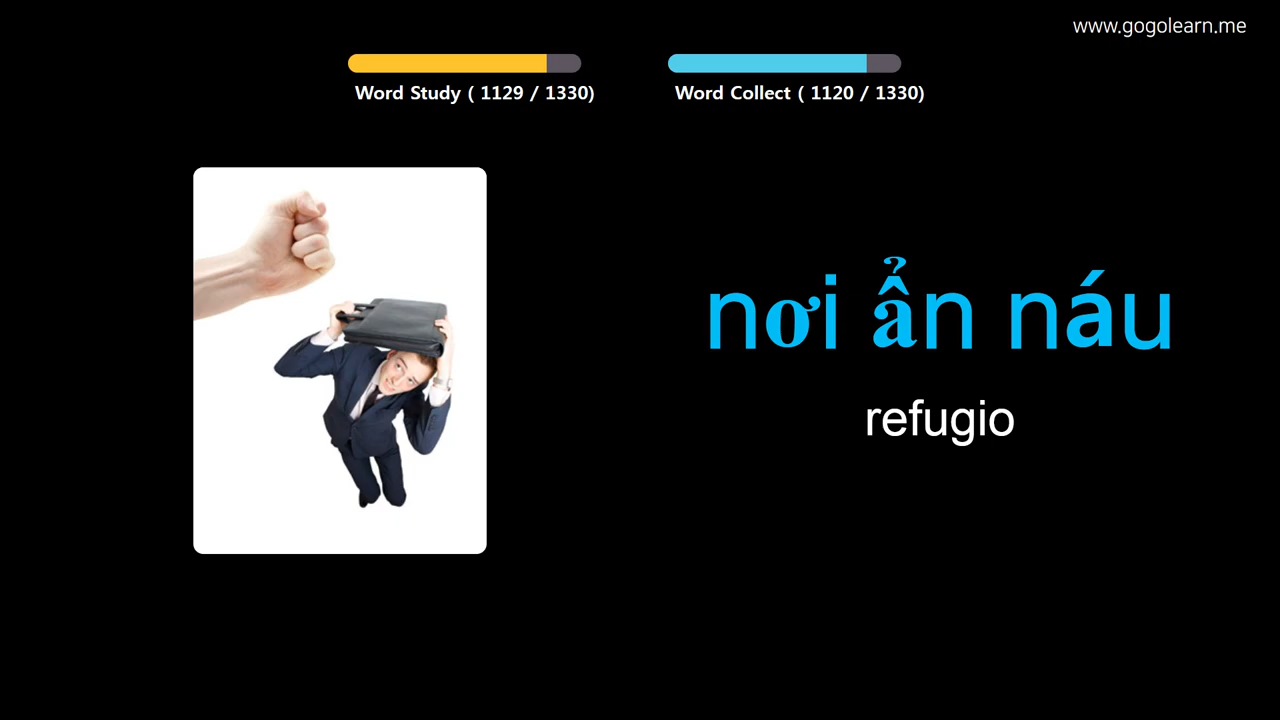 www.gogolearn.me
Word Study ( 1129 / 1330)
Word Collect ( 1120 / 1330)
nơi ẩn náu
refugio